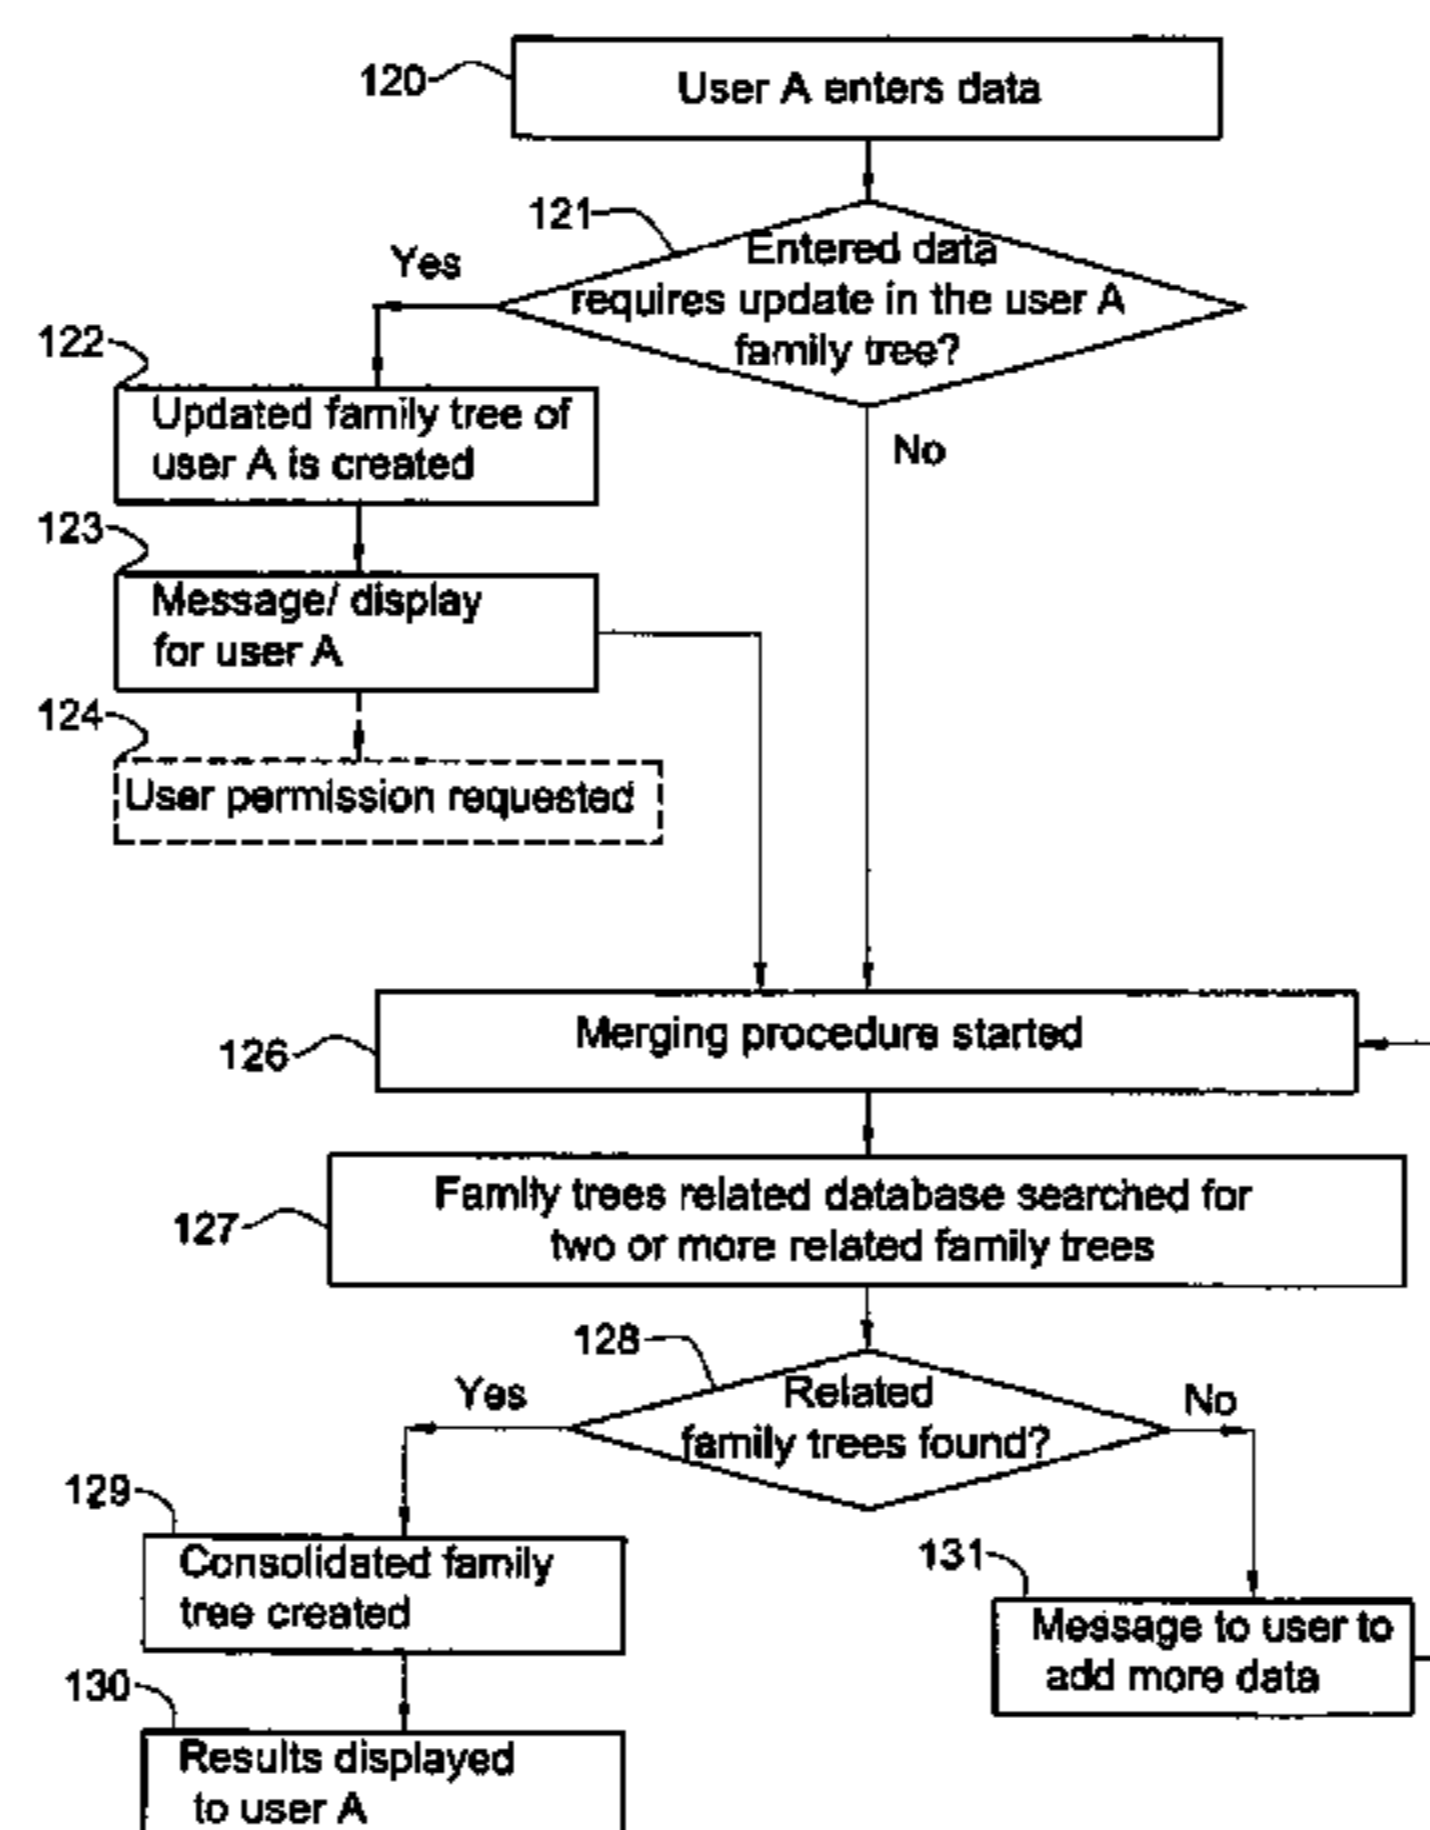 120
User A enters data
121
Entered data
requires update in the user A
family tree?
Yes
No
122
Updated family tree of
user A is created
123
Message/ display
for user A
124
User permission requested
126
Merging procedure started
127
Family trees related database searched for
two or more related family trees
128
Related
family trees found?
Yes
No
129
Consolidated family
tree created
131
Message to user to
add more data
130
Results displayed
to user A